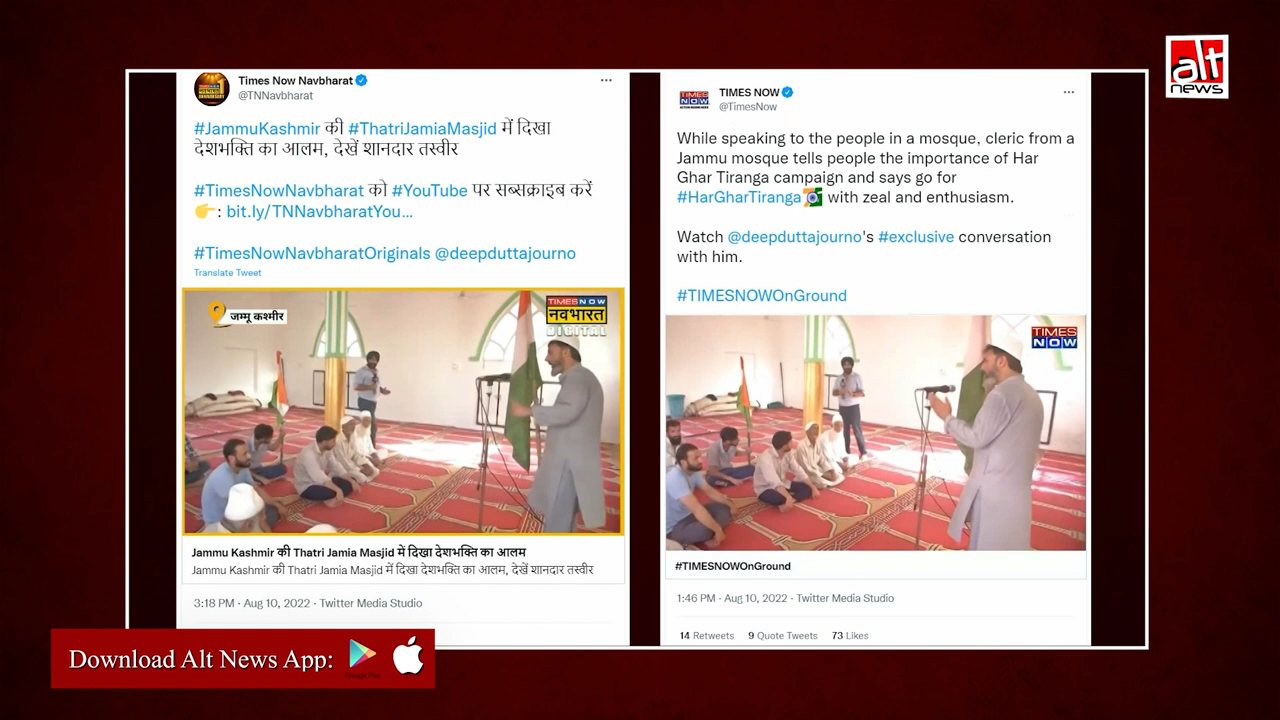 alt
news
Times Now Navbharat
@TNNavbharat
#JammuKashmir की #ThatriJamiaMasjid में दिखा
देशभक्ति का आलम, देखें शानदार तस्वीर
#TimesNowNavbharat को #YouTube पर सब्सक्राइब करें
👉: bit.ly/TNNavbharatYou...
#TimesNowNavbharatOriginals @deepduttajourno
Translate Tweet
जम्मू कश्मीर
TIMES NOW
नवभारत
DIGITAL
Jammu Kashmir की Thatri Jamia Masjid में दिखा देशभक्ति का आलम
Jammu Kashmir की Thatri Jamia Masjid में दिखा देशभक्ति का आलम, देखें शानदार तस्वीर
3:18 PM · Aug 10, 2022 · Twitter Media Studio
TIMES NOW
@TimesNow
While speaking to the people in a mosque, cleric from a
Jammu mosque tells people the importance of Har
Ghar Tiranga campaign and says go for
#HarGharTiranga with zeal and enthusiasm.
Watch @deepduttajourno's #exclusive conversation
with him.
#TIMESNOWOnGround
TIMES
NOW
#TIMESNOWOnGround
1:46 PM · Aug 10, 2022 · Twitter Media Studio
14 Retweets 9 Quote Tweets 73 Likes
Download Alt News App:
Google Play